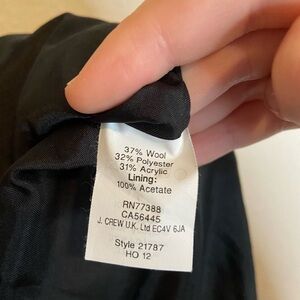 37% Wool
32% Polyester
31% Acrylic
Lining:
100% Acetate
RN77388
CA56445
J. CREW U.K. Ltd EC4V 6JA
Style 21787
HO 12